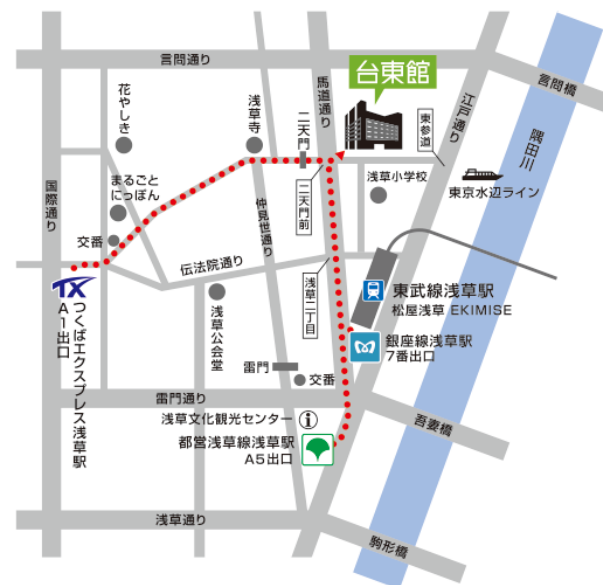 言問通り
台東館
言問橋
花やしき
浅草寺
二天門
馬道通り
東参道
江戸通り
隅田川
国際通り
まるごと
にっぽん
二天門前
浅草小学校
東京水辺ライン
交番
仲見世通り
伝法院通り
浅草二丁目
TX
つくばエクスプレス浅草駅
A1出口
浅草公会堂
東武線浅草駅
松屋浅草 EKIMISE
銀座線浅草駅
7番出口
雷門
交番
雷門通り
浅草文化観光センター
i
都営浅草線浅草駅
A5出口
吾妻橋
浅草通り
駒形橋